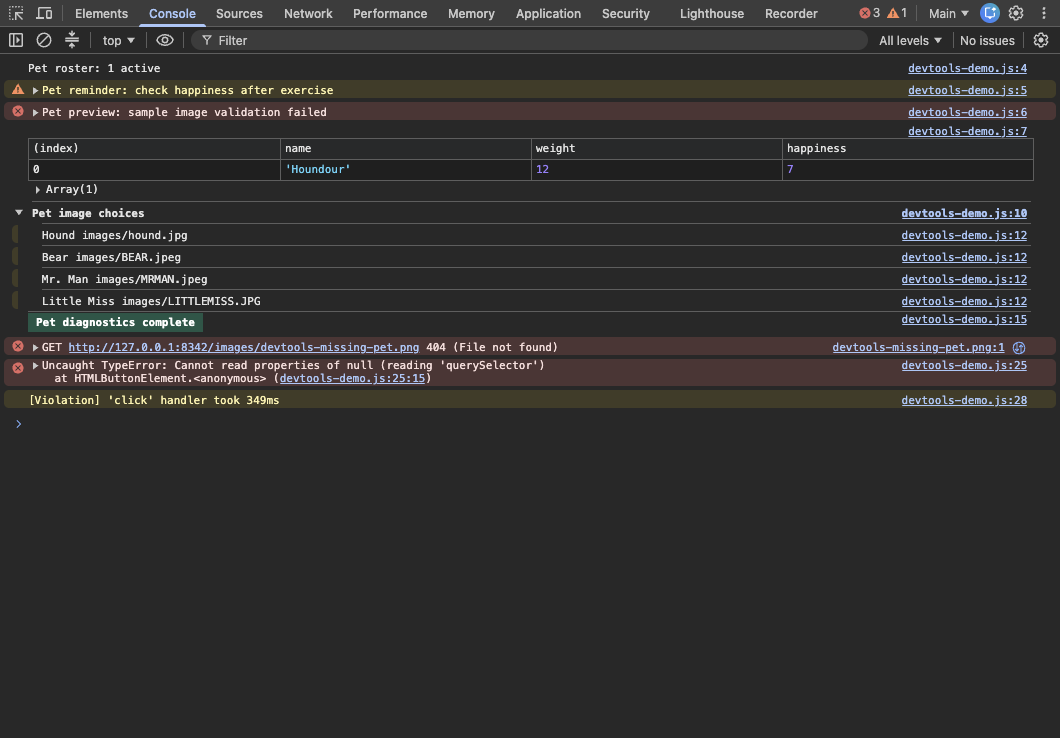 Elements Console Sources Network Performance Memory Application Security Lighthouse Recorder 3 1 Main
top Filter All levels No issues
Pet roster: 1 active devtools-demo.js:4
Pet reminder: check happiness after exercise devtools-demo.js:5
Pet preview: sample image validation failed devtools-demo.js:6
devtools-demo.js:7
(index) name weight happiness
0 'Houndour' 12 7
Array(1)
Pet image choices devtools-demo.js:10
Hound images/hound.jpg devtools-demo.js:12
Bear images/BEAR.jpeg devtools-demo.js:12
Mr. Man images/MRMAN.jpeg devtools-demo.js:12
Little Miss images/LITTLEMISS.JPG devtools-demo.js:12
Pet diagnostics complete devtools-demo.js:15
GET http://127.0.0.1:8342/images/devtools-missing-pet.png 404 (File not found) devtools-missing-pet.png:1
Uncaught TypeError: Cannot read properties of null (reading 'querySelector') devtools-demo.js:25
at HTMLButtonElement.<anonymous> (devtools-demo.js:25:15)
[Violation] 'click' handler took 349ms devtools-demo.js:28